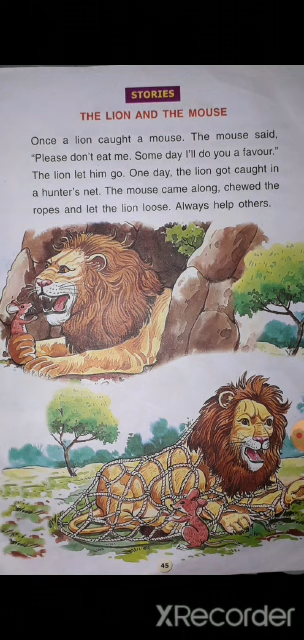 STORIES
THE LION AND THE MOUSE
Once a lion caught a mouse. The mouse said,
"Please don't eat me. Some day I'll do you a favour."
The lion let him go. One day, the lion got caught in
a hunter's net. The mouse came along, chewed the
ropes and let the lion loose. Always help others.
45
XRecorder